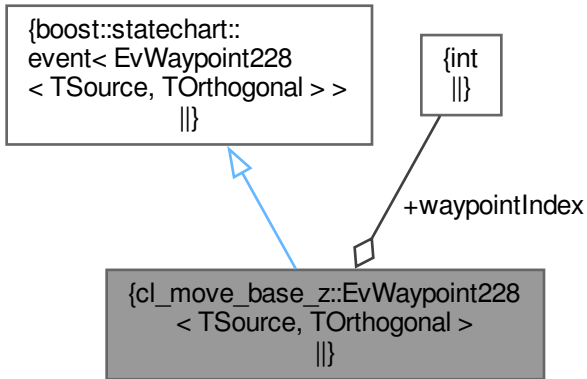 {boost::statechart::
event< EvWaypoint228
< TSource, TOrthogonal > >
||}
{int
||}
+waypointIndex
{cl_move_base_z::EvWaypoint228
< TSource, TOrthogonal >
||}